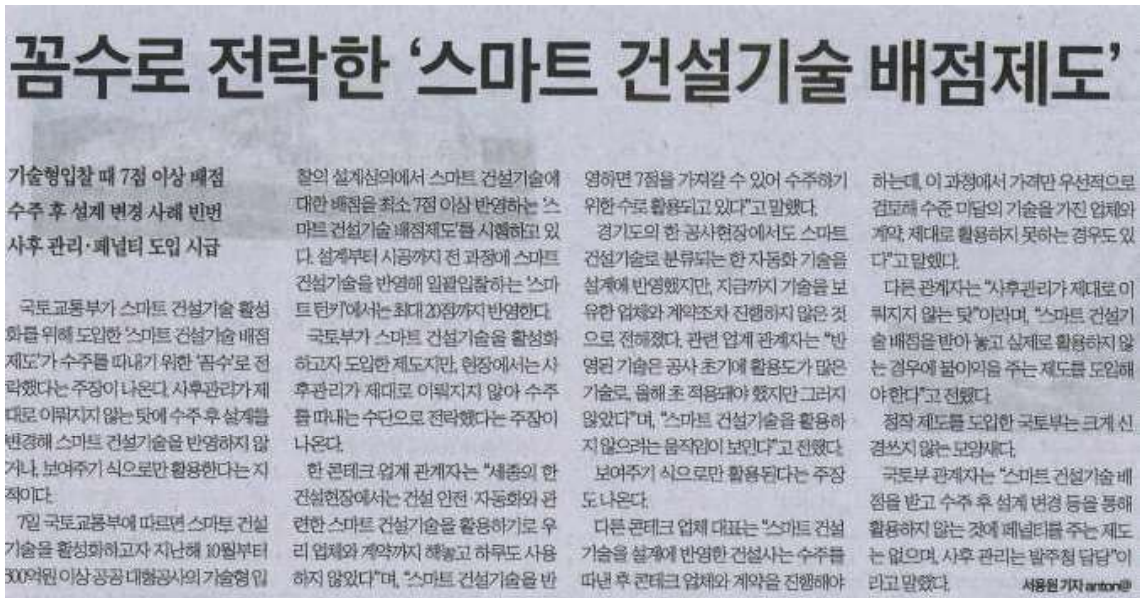 꼼수로 전락한 ‘스마트 건설기술 배점제도’
기술형입찰 때 7점 이상 배점
수주 후 설계 변경 사례 빈번
사후 관리·페널티 도입 시급
국토교통부가 스마트 건설기술 활성
화를 위해 도입한 ‘스마트 건설기술 배점
제도’가 수주를 따내기 위한 ‘꼼수’로 전
락했다는 주장이 나온다. 사후관리가 제
대로 이뤄지지 않는 탓에 수주 후 설계를
변경해 스마트 건설기술을 반영하지 않
거나, 보여주기 식으로만 활용한다는 지
적이다.
7일 국토교통부에 따르면 스마트 건설
기술을 활성화하고자 지난해 10월부터
300억원 이상 공공 대형공사의 기술형 입
찰의 설계심의에서 스마트 건설기술에
대한 배점을 최소 7점 이상 반영하는 ‘스
마트 건설기술 배점제도’를 시행하고 있
다. 설계부터 시공까지 전 과정에 스마트
건설기술을 반영해 일괄입찰하는 ‘스마
트 턴키’에서는 최대 20점까지 반영한다.
국토부가 스마트 건설기술을 활성화
하고자 도입한 제도지만, 현장에서는 사
후관리가 제대로 이뤄지지 않아 수주
를 따내는 수단으로 전락했다는 주장이
나온다.
한 콘테크 업계 관계자는 “세종의 한
건설현장에서는 건설 안전·자동화와 관
련한 스마트 건설기술을 활용하기로 우
리 업체와 계약까지 해놓고 하루도 사용
하지 않았다”며, “스마트 건설기술을 반
영하면 7점을 가져갈 수 있어 수주하기
위한 수로 활용되고 있다”고 말했다.
경기도의 한 공사현장에서도 스마트
건설기술로 분류되는 한 자동화 기술을
설계에 반영했지만, 지금까지 기술을 보
유한 업체와 계약조차 진행하지 않은 것
으로 전해졌다. 관련 업계 관계자는 “반
영된 기술은 공사 초기에 활용도가 많은
기술로, 올해 초 적용돼야 했지만 그러지
않았다”며, “스마트 건설기술을 활용하
지 않으려는 움직임이 보인다”고 전했다.
보여주기 식으로만 활용된다는 주장
도 나온다.
다른 콘테크 업체 대표는 “스마트 건설
기술을 설계에 반영한 건설사는 수주를
따낸 후 콘테크 업체와 계약을 진행해야
하는데, 이 과정에서 가격만 우선적으로
검토해 수준 미달의 기술을 가진 업체와
계약, 제대로 활용하지 못하는 경우도 있
다”고 말했다.
다른 관계자는 “사후관리가 제대로 이
뤄지지 않는 탓”이라며, “스마트 건설기
술 배점을 받아 놓고 실제로 활용하지 않
는 경우에 불이익을 주는 제도를 도입해
야 한다”고 전했다.
정작 제도를 도입한 국토부는 크게 신
경쓰지 않는 모양새다.
국토부 관계자는 “스마트 건설기술 배
점을 받고 수주 후 설계 변경 등을 통해
활용하지 않는 것에 페널티를 주는 제도
는 없으며, 사후 관리는 발주청 담당”이
라고 말했다. 서용원기자 anton@